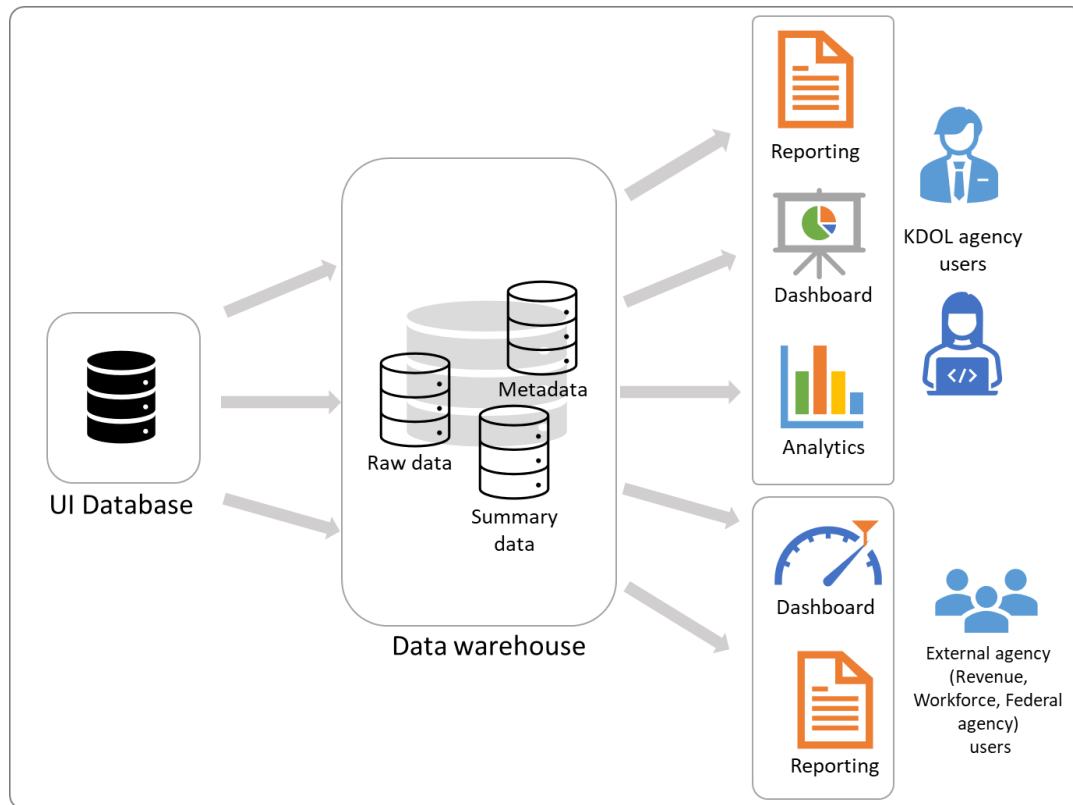 UI Database
Raw data
Metadata
Summary
data
Data warehouse
Reporting
Dashboard
Analytics
KDOL agency
users
Dashboard
Reporting
External agency
(Revenue,
Workforce, Federal
agency)
users